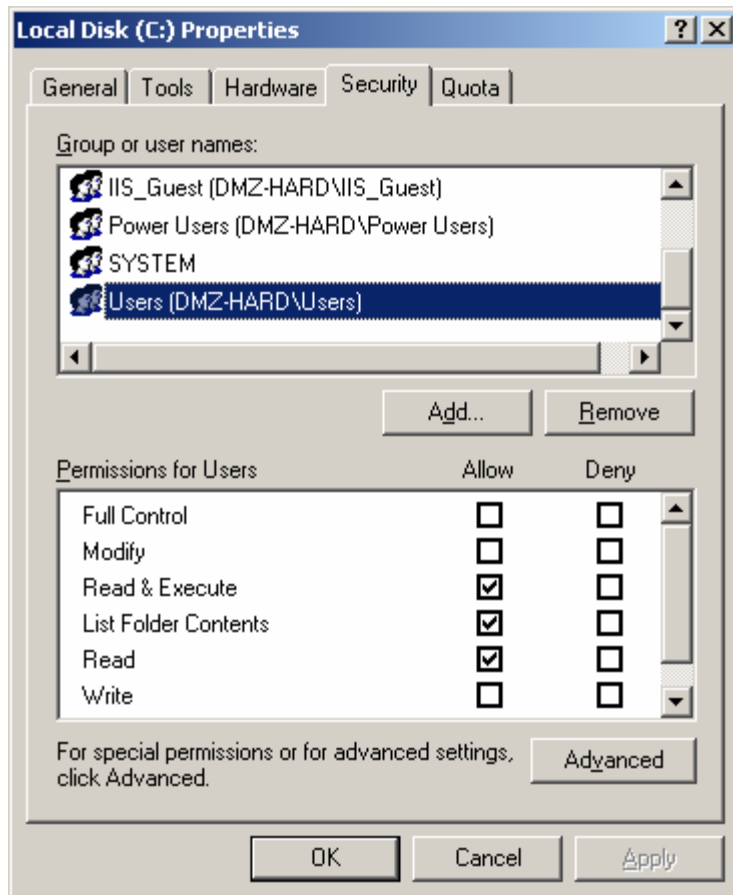 Local Disk (C:) Properties
General Tools Hardware Security Quota
Group or user names:
IIS_Guest (DMZ-HARD\IIS_Guest)
Power Users (DMZ-HARD\Power Users)
SYSTEM
Users (DMZ-HARD\Users)
Add... Remove
Permissions for Users Allow Deny
Full Control
Modify
Read & Execute
List Folder Contents
Read
Write
For special permissions or for advanced settings,
click Advanced.
Advanced
OK Cancel Apply